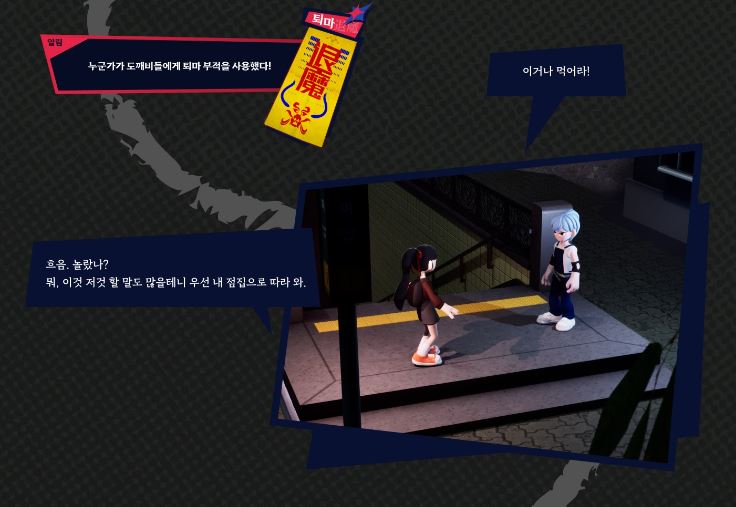 퇴마
알림
누군가가 도깨비들에게 퇴마 부적을 사용했다!
退魔
이거나 먹어라!
흐음. 놀랐나?
뭐, 이것 저것 할 말도 많을테니 우선 내 점집으로 따라 와.